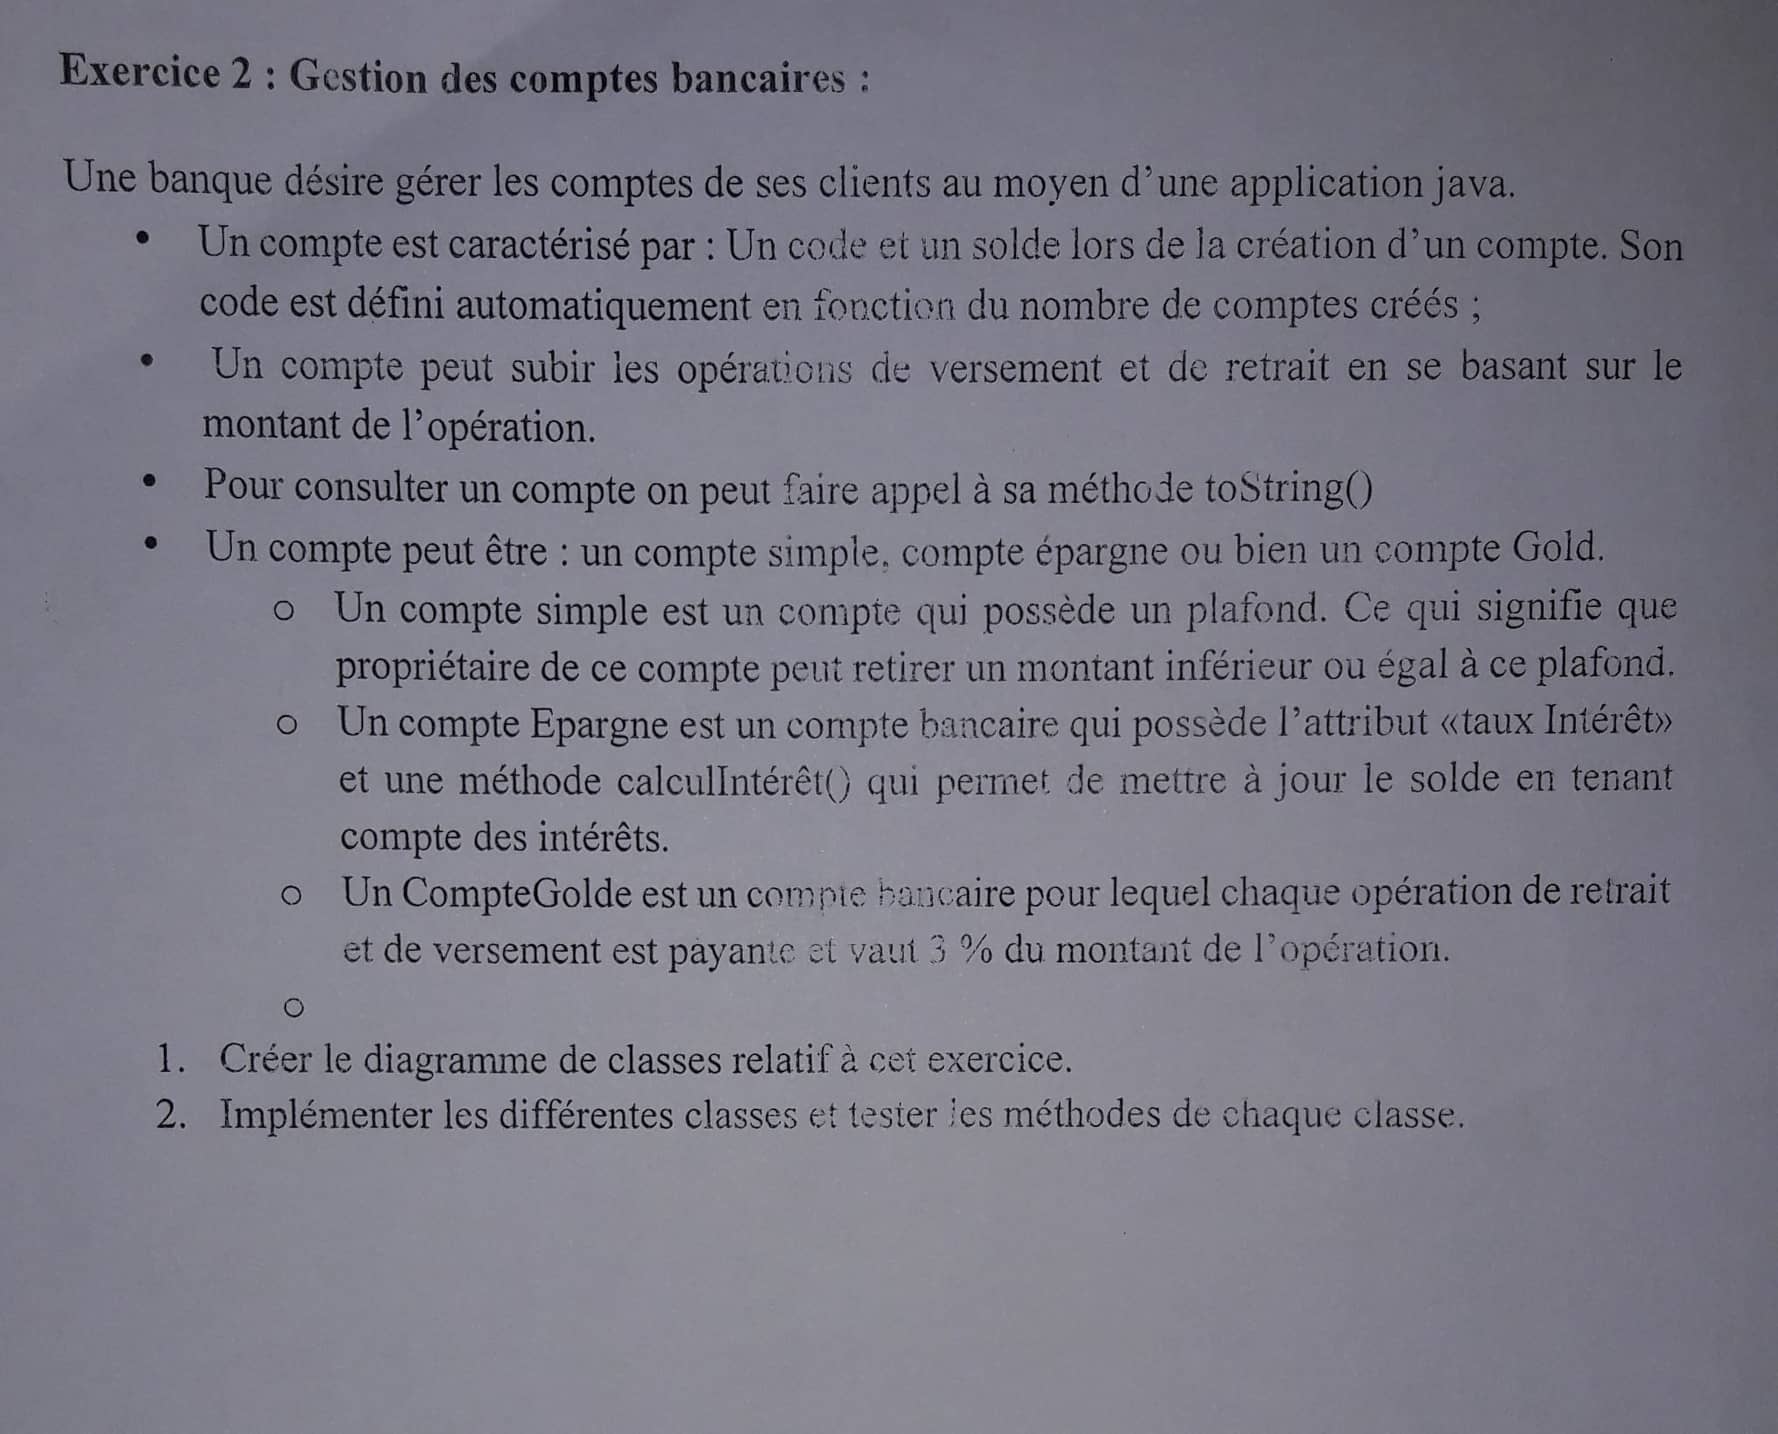 Exercice 2 : Gestion des comptes bancaires :
Une banque désire gérer les comptes de ses clients au moyen d’une application java.
• Un compte est caractérisé par : Un code et un solde lors de la création d’un compte. Son
code est défini automatiquement en fonction du nombre de comptes créés ;
• Un compte peut subir les opérations de versement et de retrait en se basant sur le
montant de l’opération.
• Pour consulter un compte on peut faire appel à sa méthode toString()
• Un compte peut être : un compte simple, compte épargne ou bien un compte Gold.
o Un compte simple est un compte qui possède un plafond. Ce qui signifie que
propriétaire de ce compte peut retirer un montant inférieur ou égal à ce plafond.
o Un compte Epargne est un compte bancaire qui possède l’attribut «taux Intérêt»
et une méthode calculIntérêt() qui permet de mettre à jour le solde en tenant
compte des intérêts.
o Un CompteGolde est un compte bancaire pour lequel chaque opération de retrait
et de versement est payante et vaut 3 % du montant de l’opération.
o
1. Créer le diagramme de classes relatif à cet exercice.
2. Implémenter les différentes classes et tester les méthodes de chaque classe.